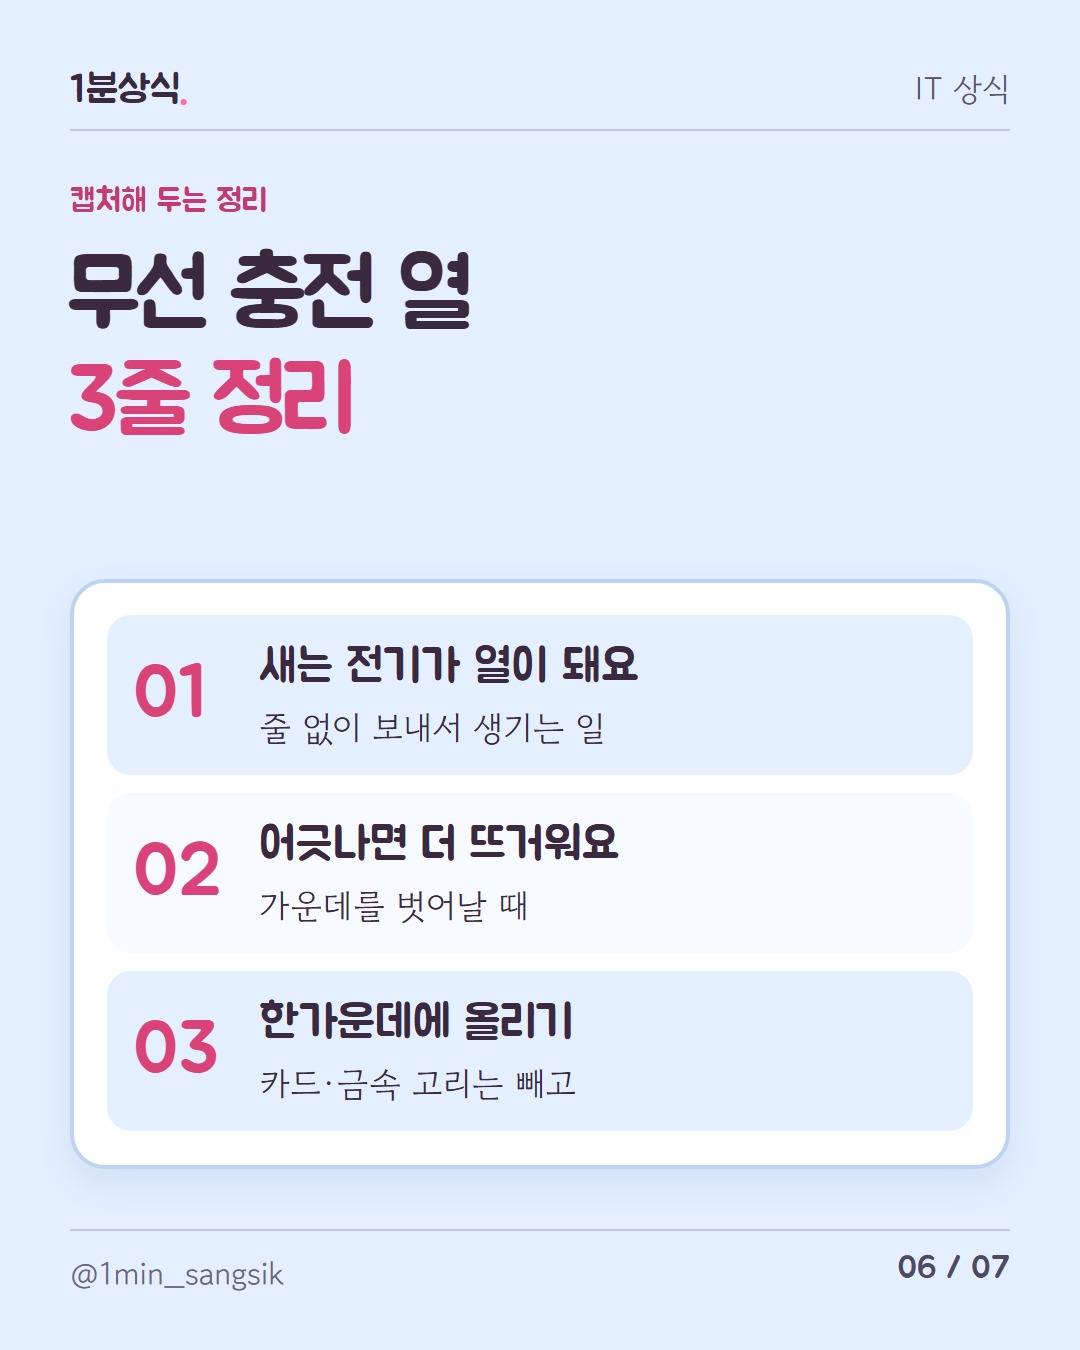 1분상식.
IT 상식
캡처해 두는 정리
무선 충전 열
3줄 정리
01
새는 전기가 열이 돼요
줄 없이 보내서 생기는 일
02
어긋나면 더 뜨거워요
가운데를 벗어날 때
03
한가운데에 올리기
카드·금속 고리는 빼고
@1min_sangsik
06 / 07